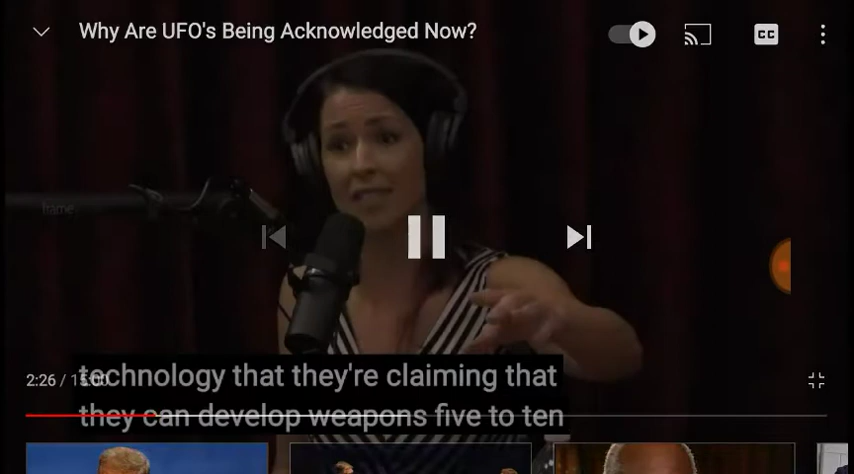 Why Are UFO's Being Acknowledged Now?
CC
frame
2:26 / 15:00
technology that they're claiming that
they can develop weapons five to ten